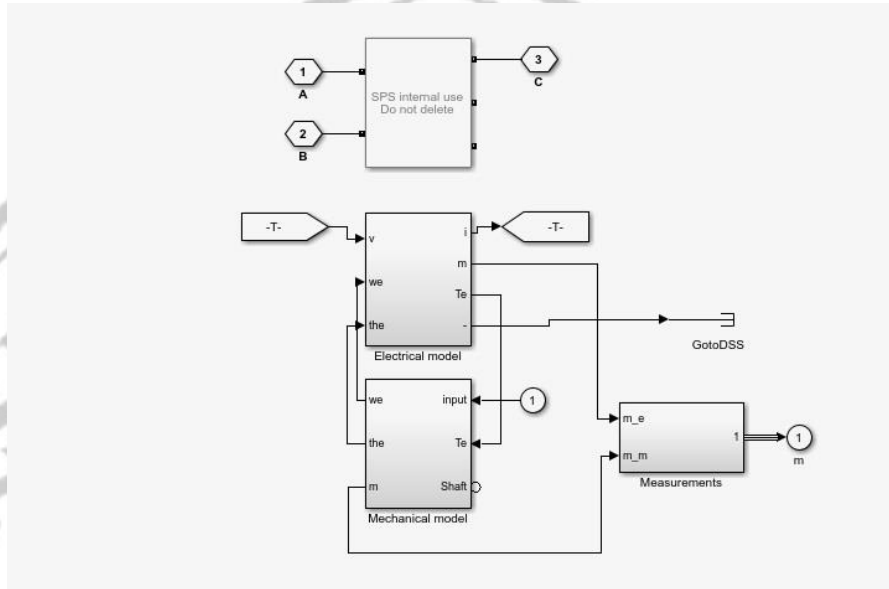 1
A
2
B
SPS internal use
Do not delete
3
C
-T-
v
we
the
i
m
Te
-
-T-
Electrical model
GotoDSS
we
the
m
input
Te
Shaft
1
Mechanical model
m_e
m_m
1
Measurements
1
m